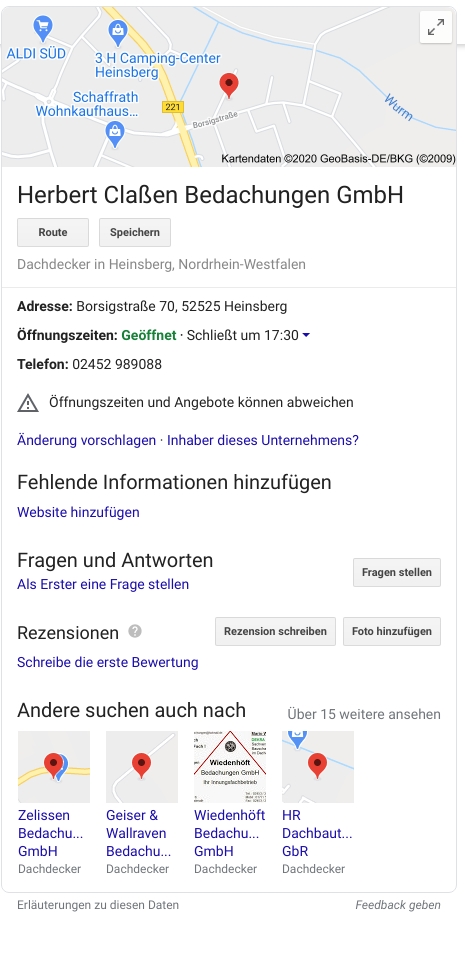 ALDI SÜD
3 H Camping-Center
Heinsberg
Schaffrath
Wohnkaufhaus...
221
Borsigstraße
Wurm
Kartendaten ©2020 GeoBasis-DE/BKG (©2009)
Herbert Claßen Bedachungen GmbH
Route Speichern
Dachdecker in Heinsberg, Nordrhein-Westfalen
Adresse: Borsigstraße 70, 52525 Heinsberg
Öffnungszeiten: Geöffnet · Schließt um 17:30
Telefon: 02452 989088
Öffnungszeiten und Angebote können abweichen
Änderung vorschlagen · Inhaber dieses Unternehmens?
Fehlende Informationen hinzufügen
Website hinzufügen
Fragen und Antworten
Als Erster eine Frage stellen
Fragen stellen
Rezensionen ?
Rezension schreiben Foto hinzufügen
Schreibe die erste Bewertung
Andere suchen auch nach
Über 15 weitere ansehen
Wiedenhöft
Bedachungen GmbH
Ihr Innungsfachbetrieb
Zelissen
Bedachu...
GmbH
Dachdecker
Geiser &
Wallraven
Bedachu...
Dachdecker
Wiedenhöft
Bedachu...
GmbH
Dachdecker
HR
Dachbaut...
GbR
Dachdecker
Erläuterungen zu diesen Daten
Feedback geben